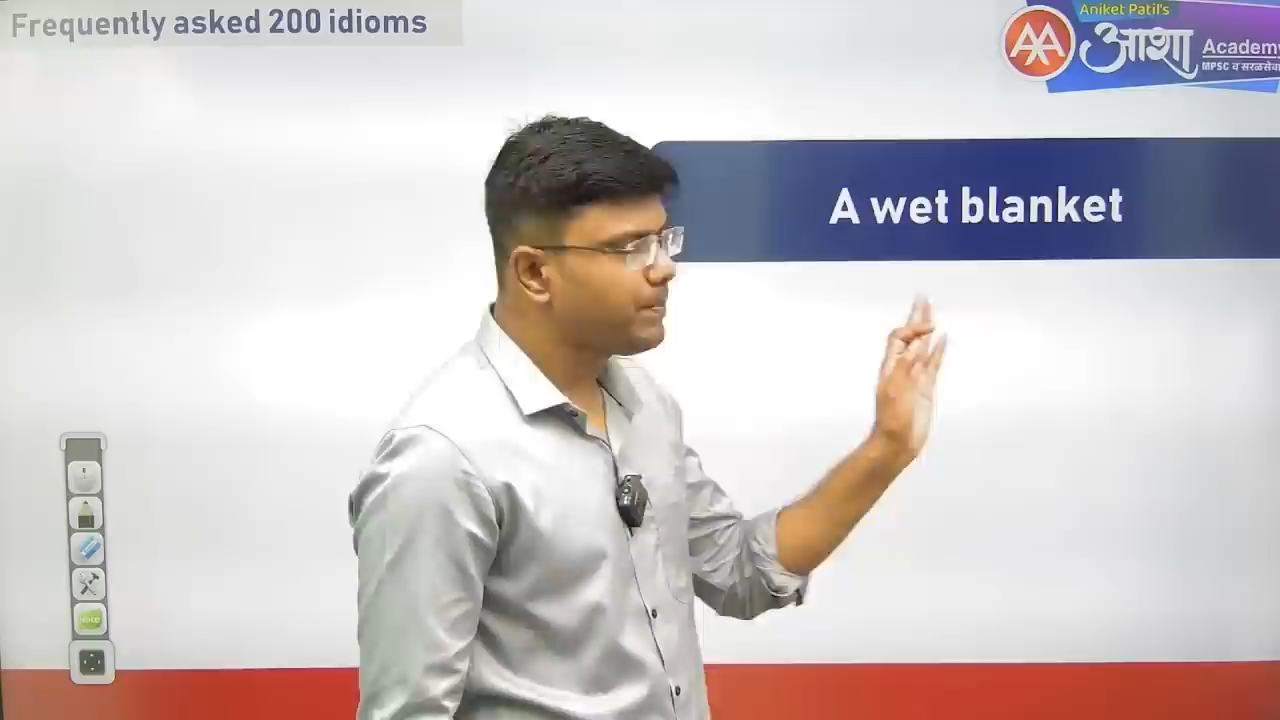 Frequently asked 200 idioms
Aniket Patil's
आशा
Academy
MPSC व सरळसेवा
A wet blanket